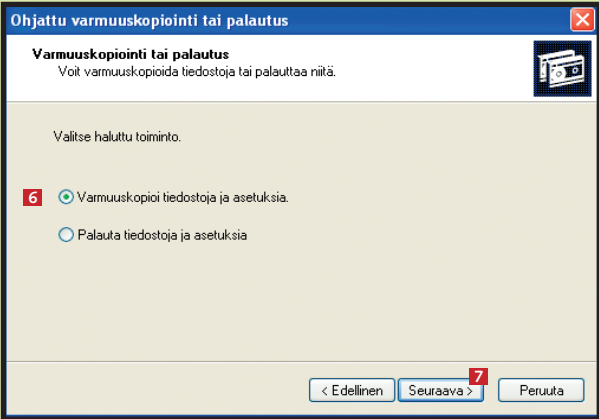 Ohjattu varmuuskopiointi tai palautus
Varmuuskopiointi tai palautus
Voit varmuuskopioida tiedostoja tai palauttaa niitä.
Valitse haluttu toiminto.
6 Varmuuskopioi tiedostoja ja asetuksia.
Palauta tiedostoja ja asetuksia
< Edellinen Seuraava > 7 Peruuta